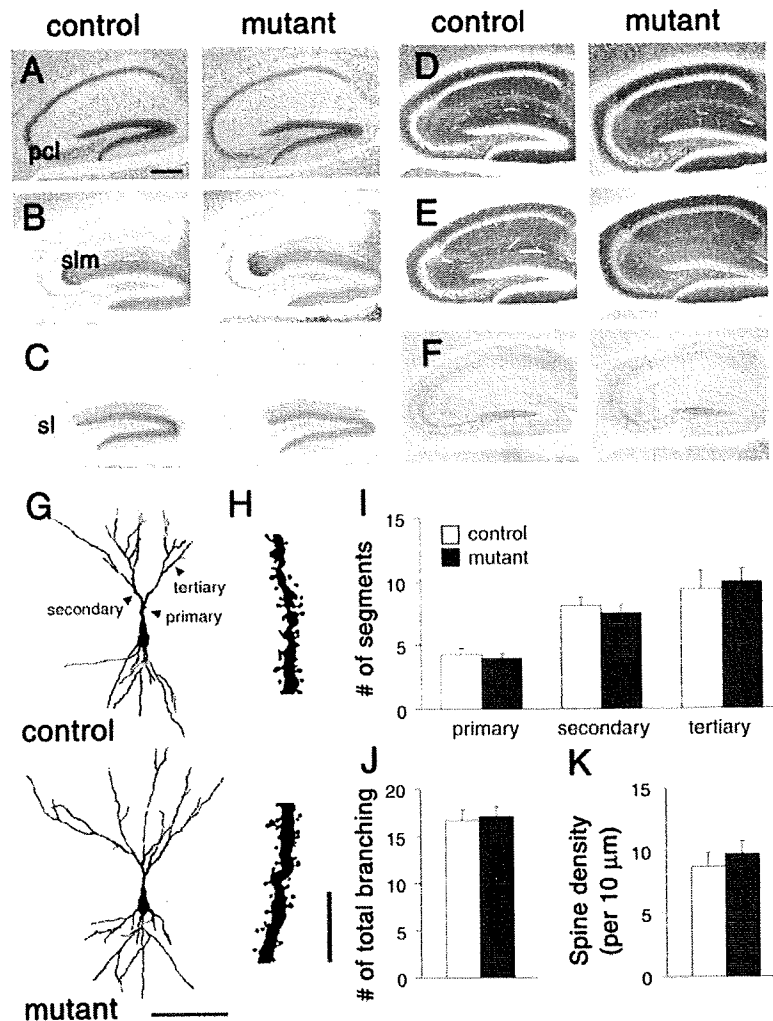 control mutant control mutant
A D
pcl
B E
slm
C F
sl
G H I
15
10
5
0
# of segments
control
mutant
primary secondary tertiary
secondary
tertiary
primary
control
J K
20
15
10
5
0
# of total branching
15
10
5
0
Spine density
(per 10 μm)
mutant